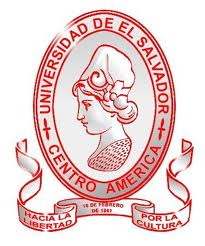 UNIVERSIDAD DE EL SALVADOR
CENTRO AMERICA
16 DE FEBRERO
DE 1841
HACIA LA
LIBERTAD
POR LA
CULTURA